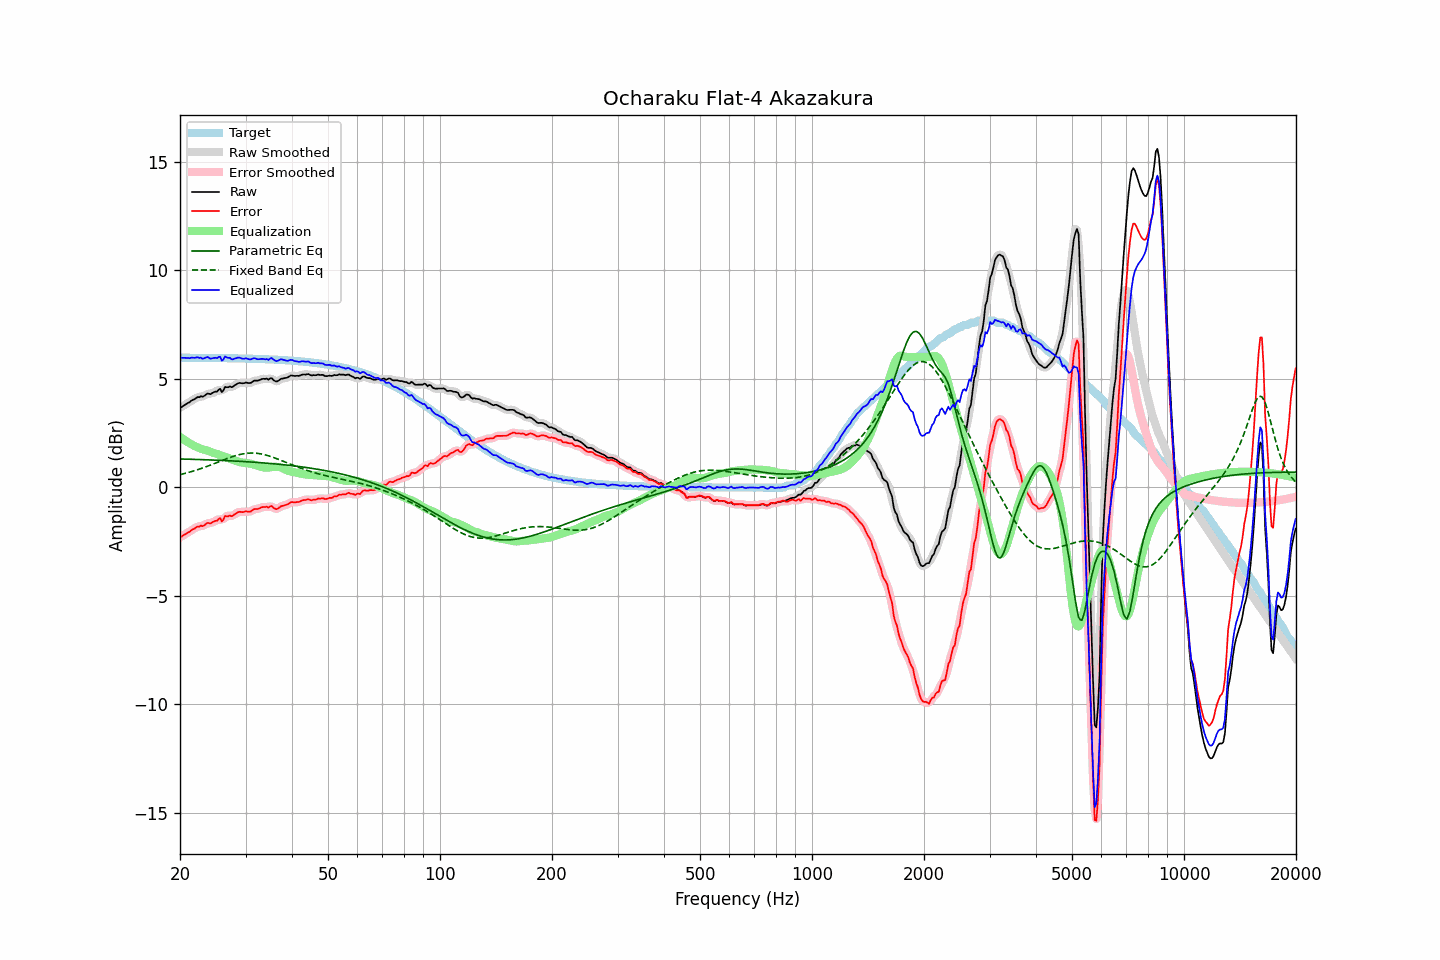 Ocharaku Flat-4 Akazakura
Target
Raw Smoothed
Error Smoothed
Raw
Error
Equalization
Parametric Eq
Fixed Band Eq
Equalized
Amplitude (dBr)
15
10
5
0
−5
−10
−15
20 50 100 200 500 1000 2000 5000 10000 20000
Frequency (Hz)